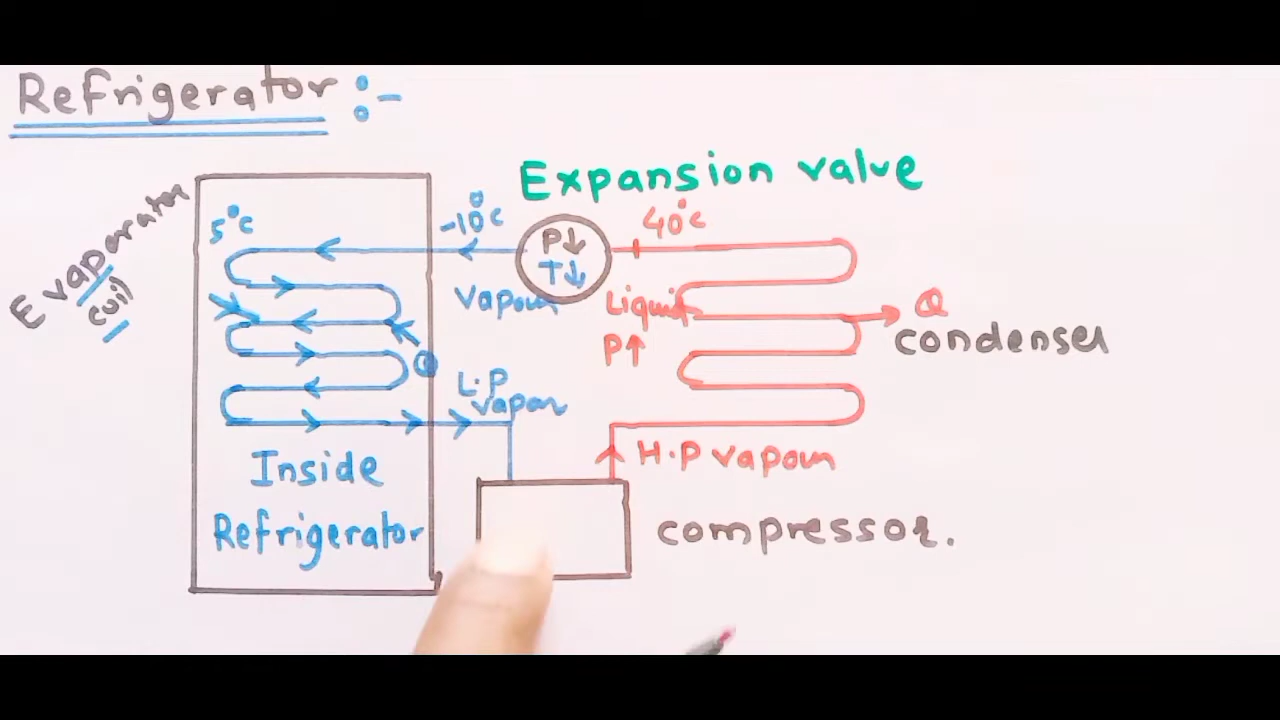 Refrigerator :-
Expansion valve
Evaporator
coil
5°c
-10°c
P↓
T↓
40°c
Vapour
Liquid
P↑
Q
condenser
Q
L.P
vapour
H.P vapour
Inside
Refrigerator
compressor.